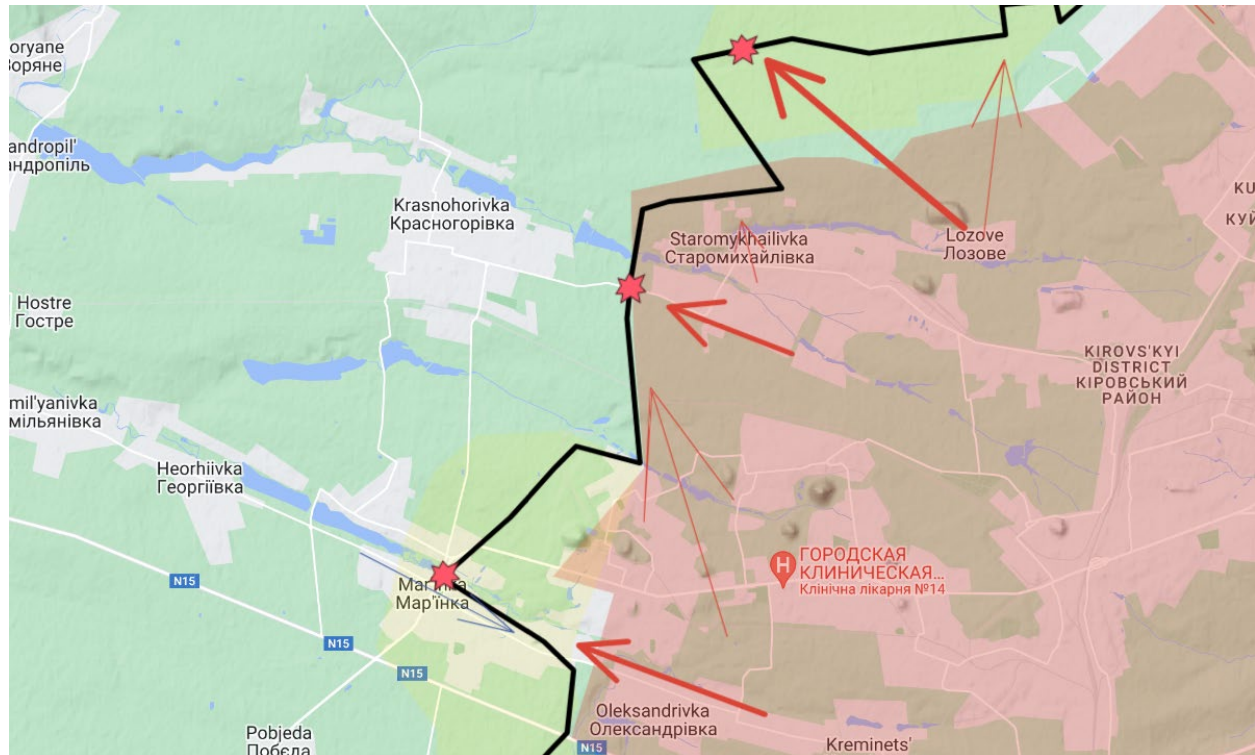 oryane
Зоряне
andropil'
андропіль
Krasnohorivka
Красногорівка
Staromykhailivka
Старомихайлівка
Lozove
Лозове
KU
КУЙ
Hostre
Гостре
KIROVS'KYI
DISTRICT
КІРОВСЬКИЙ
РАЙОН
mil'yanivka
мільянівка
Heorhiivka
Георгіївка
H
ГОРОДСКАЯ
КЛИНИЧЕСКАЯ...
Клінічна лікарня №14
N15
Мар'їнка
N15
N15
Oleksandrivka
Олександрівка
N15
Pobjeda
Побєда
Kreminets'